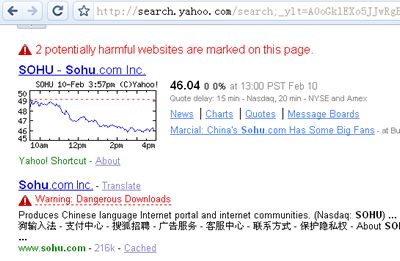 http://search.yahoo.com/search;_ylt=A0oGklEXo5JJvRgE
2 potentially harmful websites are marked on this page.
SOHU - Sohu.com Inc.
SOHU 10-Feb 3:57pm (C)Yahoo!
50
49
48
47
46
45
10am 12pm 2pm 4pm
46.04 0 0% at 13:00 PST Feb 10
Quote delay: 15 min - Nasdaq, 20 min - NYSE and Amex
News | Charts | Quotes | Message Boards
Marcial: China's Sohu.com Has Some Big Fans - at Bu
Yahoo! Shortcut - About
Sohu.com Inc. - Translate
Warning: Dangerous Downloads
Produces Chinese language Internet portal and internet communities. (Nasdaq: SOHU) ...
狗输入法 - 支付中心 - 搜狐招聘 - 广告服务 - 客服中心 - 联系方式 - 保护隐私权 - About SO
...
www.sohu.com - 216k - Cached